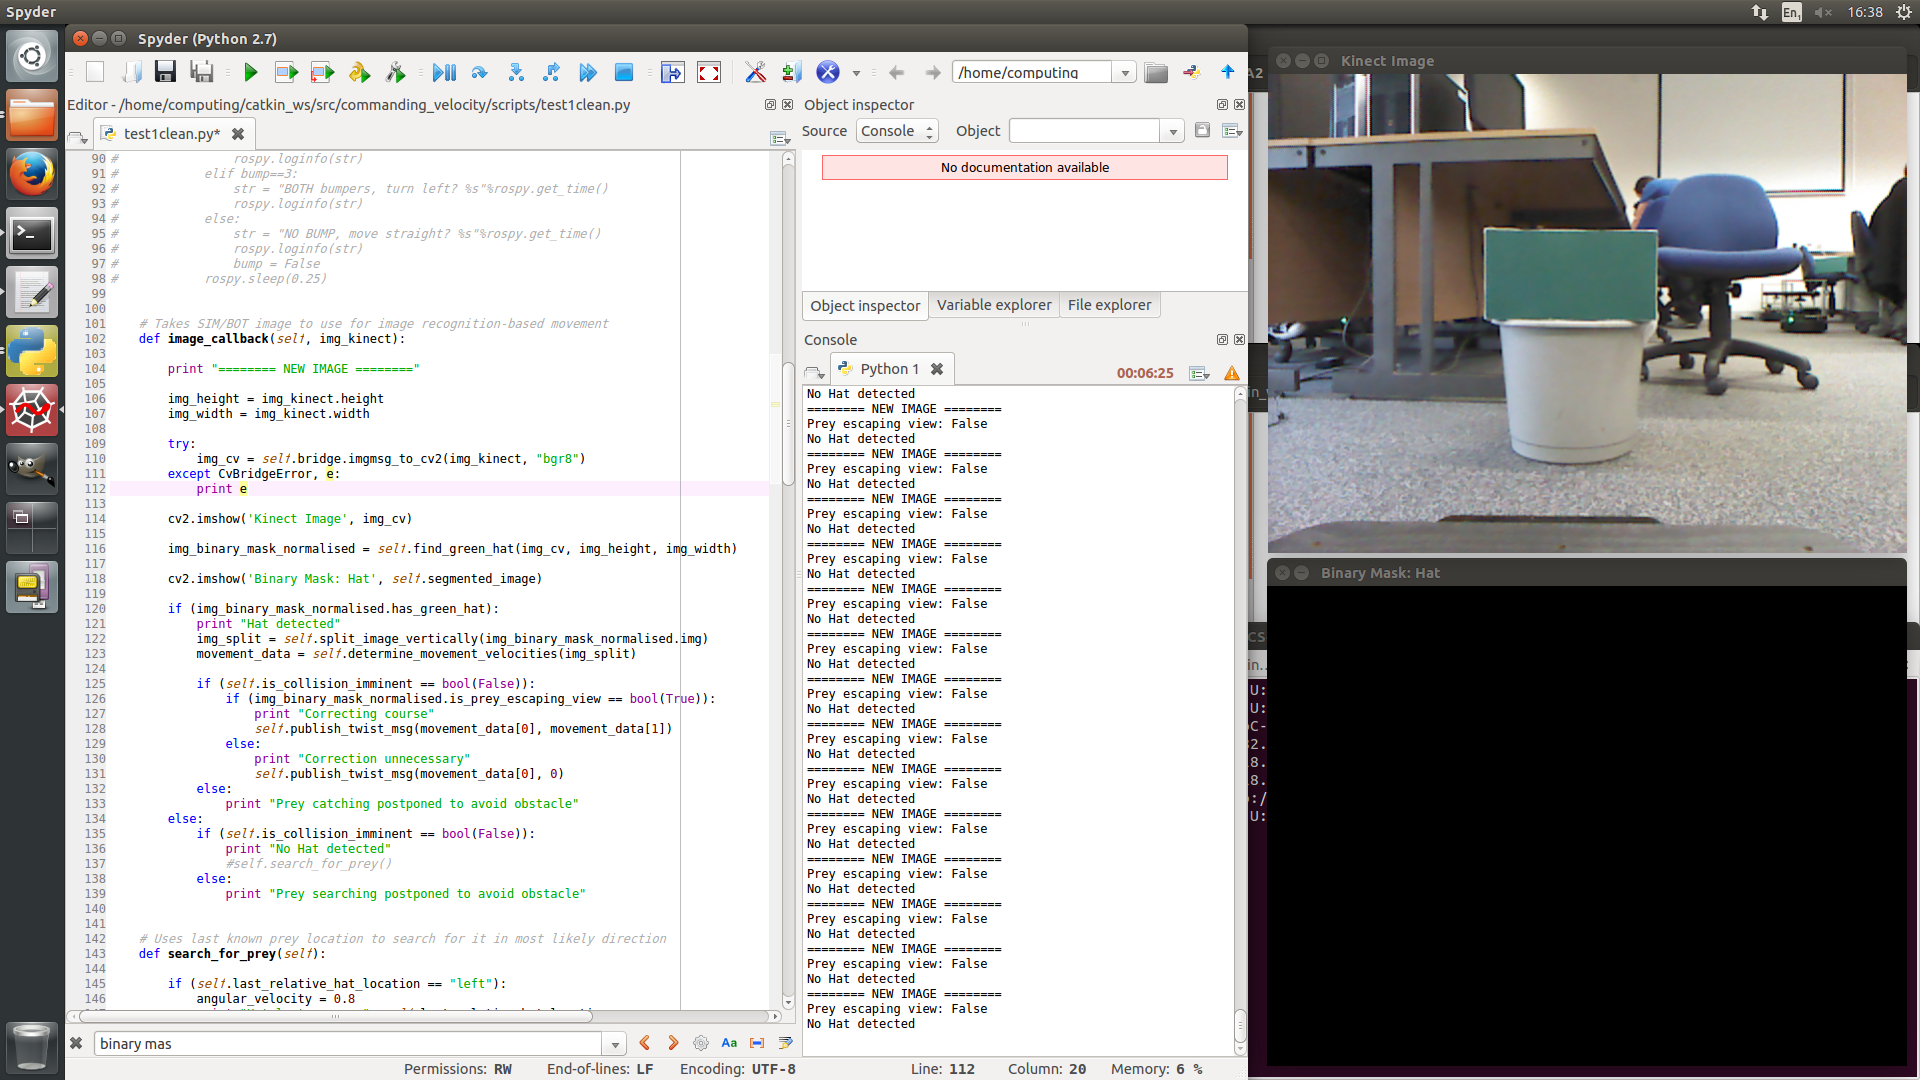 Spyder
En1
16:38
Spyder (Python 2.7)
/home/computing
Editor - /home/computing/catkin_ws/src/commanding_velocity/scripts/test1clean.py
test1clean.py*
90 # rospy.loginfo(str)
91 # elif bump==3:
92 # str = "BOTH bumpers, turn left? %s"%rospy.get_time()
93 # rospy.loginfo(str)
94 # else:
95 # str = "NO BUMP, move straight? %s"%rospy.get_time()
96 # rospy.loginfo(str)
97 # bump = False
98 # rospy.sleep(0.25)
99
100
101 # Takes SIM/BOT image to use for image recognition-based movement
102 def image_callback(self, img_kinect):
103
104 print "======== NEW IMAGE ========"
105
106 img_height = img_kinect.height
107 img_width = img_kinect.width
108
109 try:
110 img_cv = self.bridge.imgmsg_to_cv2(img_kinect, "bgr8")
111 except CvBridgeError, e:
112 print e
113
114 cv2.imshow('Kinect Image', img_cv)
115
116 img_binary_mask_normalised = self.find_green_hat(img_cv, img_height, img_width)
117
118 cv2.imshow('Binary Mask: Hat', self.segmented_image)
119
120 if (img_binary_mask_normalised.has_green_hat):
121 print "Hat detected"
122 img_split = self.split_image_vertically(img_binary_mask_normalised.img)
123 movement_data = self.determine_movement_velocities(img_split)
124
125 if (self.is_collision_imminent == bool(False)):
126 if (img_binary_mask_normalised.is_prey_escaping_view == bool(True)):
127 print "Correcting course"
128 self.publish_twist_msg(movement_data[0], movement_data[1])
129 else:
130 print "Correction unnecessary"
131 self.publish_twist_msg(movement_data[0], 0)
132 else:
133 print "Prey catching postponed to avoid obstacle"
134 else:
135 if (self.is_collision_imminent == bool(False)):
136 print "No Hat detected"
137 #self.search_for_prey()
138 else:
139 print "Prey searching postponed to avoid obstacle"
140
141
142 # Uses last known prey location to search for it in most likely direction
143 def search_for_prey(self):
144
145 if (self.last_relative_hat_location == "left"):
146 angular_velocity = 0.8
binary mas
Aa
Permissions: RW End-of-lines: LF Encoding: UTF-8 Line: 112 Column: 20 Memory: 6 %
Object inspector
Source Console Object
No documentation available
Object inspector Variable explorer File explorer
Console
Python 1
00:06:25
No Hat detected
======== NEW IMAGE ========
Prey escaping view: False
No Hat detected
======== NEW IMAGE ========
Prey escaping view: False
No Hat detected
======== NEW IMAGE ========
Prey escaping view: False
No Hat detected
======== NEW IMAGE ========
Prey escaping view: False
No Hat detected
======== NEW IMAGE ========
Prey escaping view: False
No Hat detected
======== NEW IMAGE ========
Prey escaping view: False
No Hat detected
======== NEW IMAGE ========
Prey escaping view: False
No Hat detected
======== NEW IMAGE ========
Prey escaping view: False
No Hat detected
======== NEW IMAGE ========
Prey escaping view: False
No Hat detected
======== NEW IMAGE ========
Prey escaping view: False
No Hat detected
======== NEW IMAGE ========
Prey escaping view: False
No Hat detected
======== NEW IMAGE ========
Prey escaping view: False
No Hat detected
======== NEW IMAGE ========
Prey escaping view: False
No Hat detected
======== NEW IMAGE ========
Prey escaping view: False
No Hat detected
A2
Kinect Image
Binary Mask: Hat